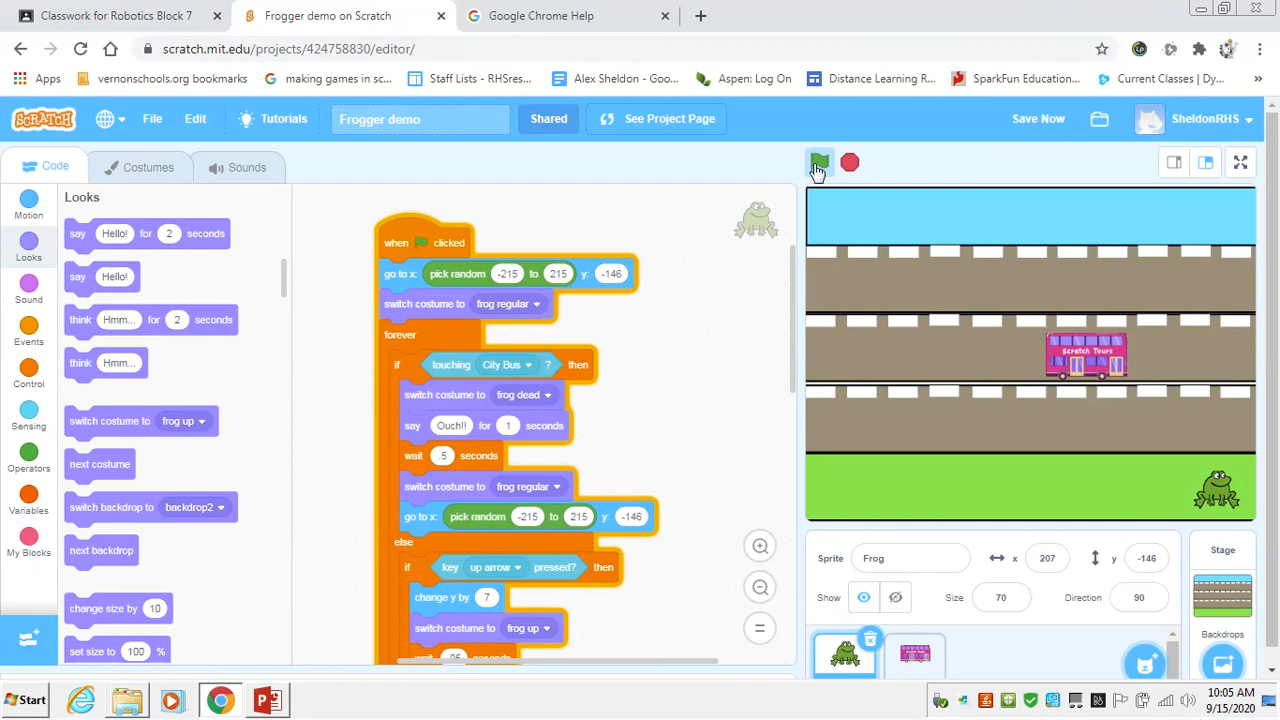 Classwork for Robotics Block 7
Frogger demo on Scratch
Google Chrome Help
scratch.mit.edu/projects/424758830/editor/
Apps
vernonschools.org bookmarks
making games in sc...
Staff Lists - RHSres...
Alex Sheldon - Goo...
Aspen: Log On
Distance Learning R...
SparkFun Education...
Current Classes | Dy...
SCRATCH
File
Edit
Tutorials
Frogger demo
Shared
See Project Page
Save Now
SheldonRHS
Code
Costumes
Sounds
Motion
Looks
Sound
Events
Control
Sensing
Operators
Variables
My Blocks
Looks
say Hello! for 2 seconds
say Hello!
think Hmm... for 2 seconds
think Hmm...
switch costume to frog up
next costume
switch backdrop to backdrop2
next backdrop
change size by 10
set size to 100 %
when clicked
go to x: pick random -215 to 215 y: -146
switch costume to frog regular
forever
if touching City Bus ? then
switch costume to frog dead
say Ouch!! for 1 seconds
wait .5 seconds
switch costume to frog regular
go to x: pick random -215 to 215 y: -146
else
if key up arrow pressed? then
change y by 7
switch costume to frog up
wait .05 seconds
Scratch Tours
Sprite Frog x 207 y -146
Show Size 70 Direction 90
Stage
Backdrops
Start
10:05 AM
9/15/2020